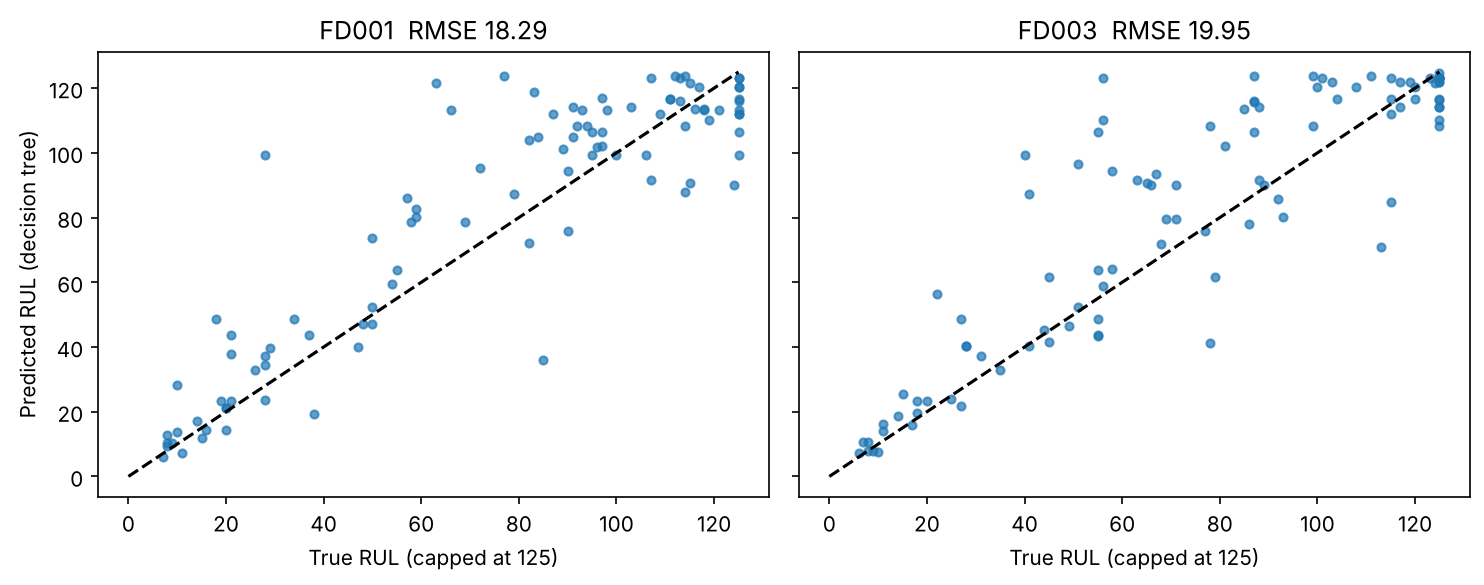 FD001  RMSE 18.29
FD003  RMSE 19.95
Predicted RUL (decision tree)
120
100
80
60
40
20
0
0 20 40 60 80 100 120
0 20 40 60 80 100 120
True RUL (capped at 125)
True RUL (capped at 125)